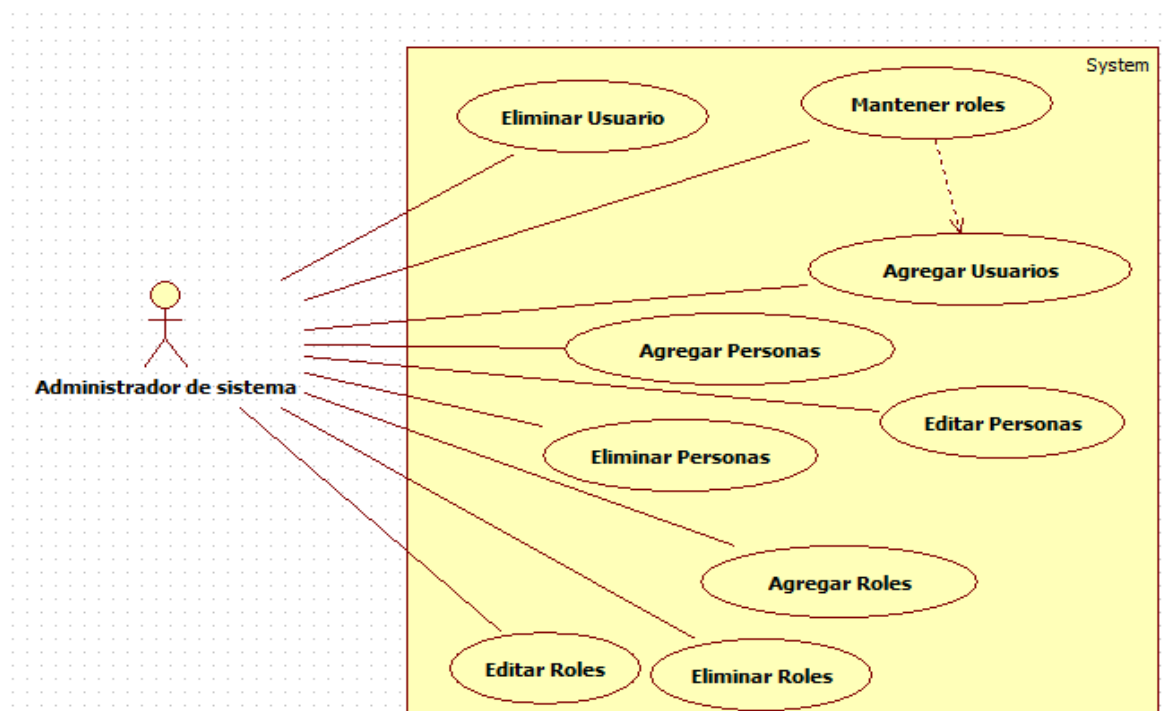 System
Eliminar Usuario
Mantener roles
Agregar Usuarios
Agregar Personas
Administrador de sistema
Editar Personas
Eliminar Personas
Agregar Roles
Editar Roles
Eliminar Roles